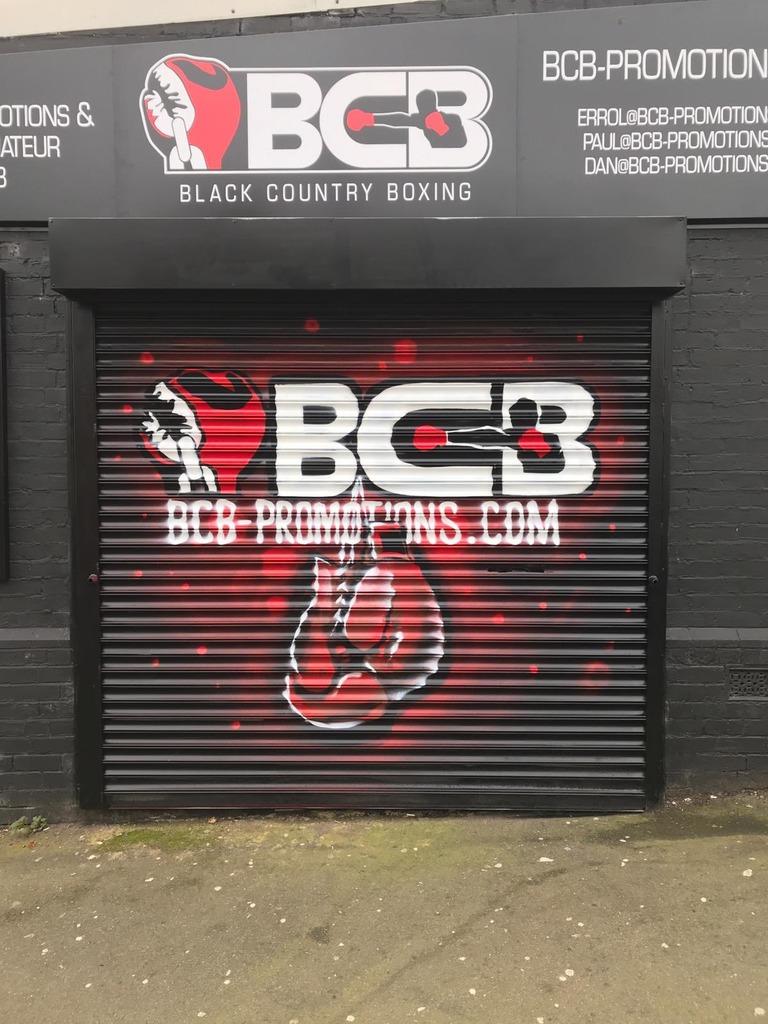 OTIONS &
ATEUR
B
BCB
BLACK COUNTRY BOXING
BCB-PROMOTION
ERROL@BCB-PROMOTION
PAUL@BCB-PROMOTIONS
DAN@BCB-PROMOTIONS
BCB
BCB-PROMOTIONS.COM